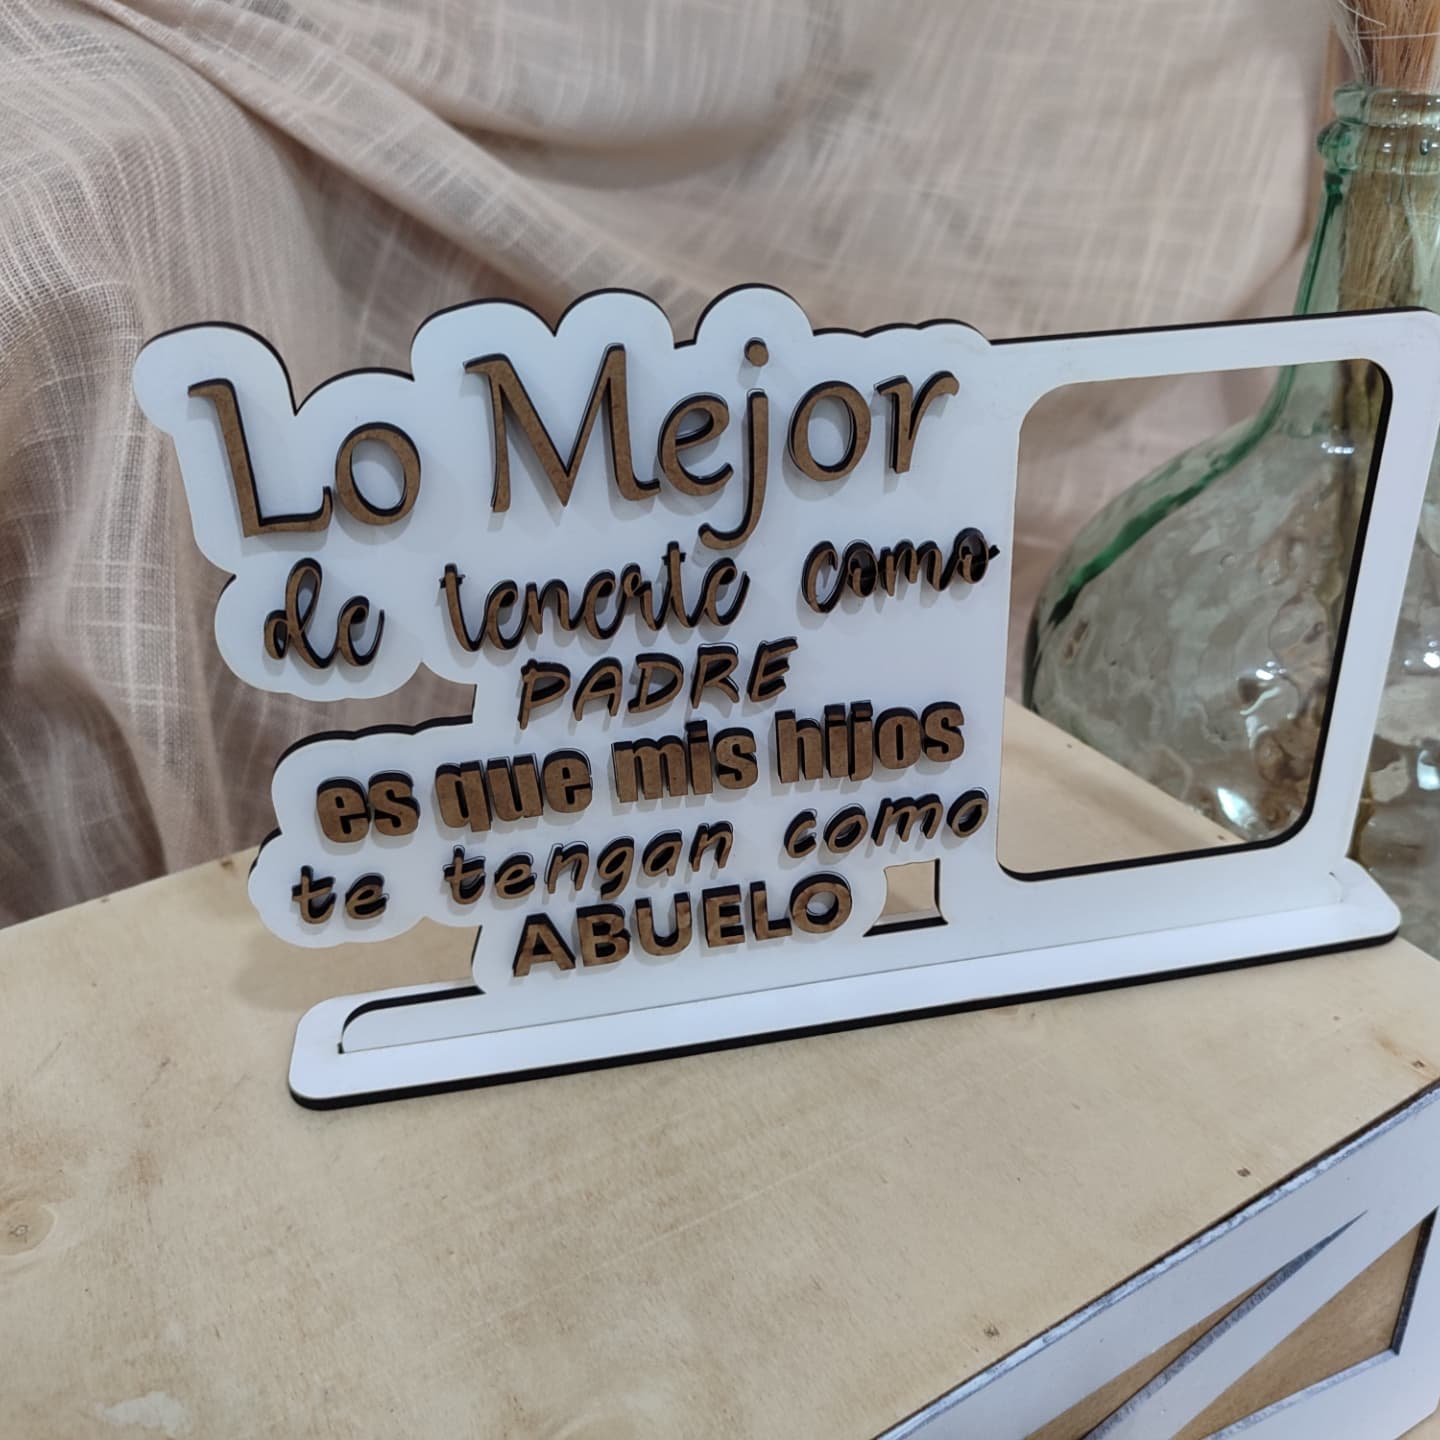 Lo Mejor
de tenerte como
PADRE
es que mis hijos
te tengan como
ABUELO